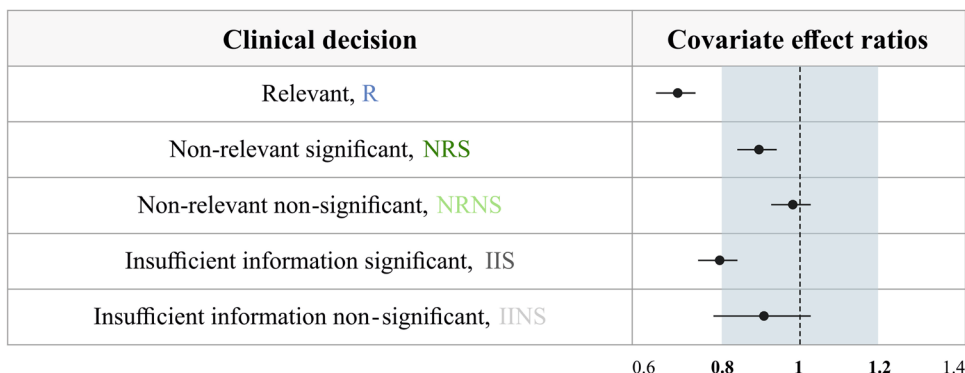 Clinical decision Covariate effect ratios
Relevant, R
Non-relevant significant, NRS
Non-relevant non-significant, NRNS
Insufficient information significant, IIS
Insufficient information non-significant, IINS
0.6 0.8 1 1.2 1.4